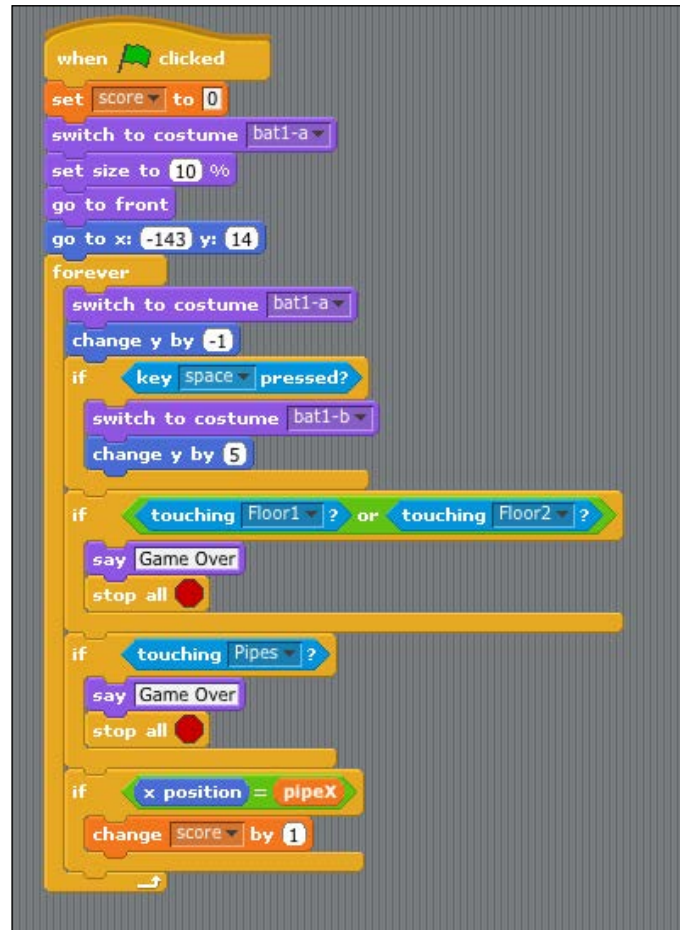 when clicked
set score to 0
switch to costume bat1-a
set size to 10 %
go to front
go to x: -143 y: 14
forever
switch to costume bat1-a
change y by -1
if key space pressed?
switch to costume bat1-b
change y by 5
if touching Floor1 ? or touching Floor2 ?
say Game Over
stop all
if touching Pipes ?
say Game Over
stop all
if x position = pipeX
change score by 1